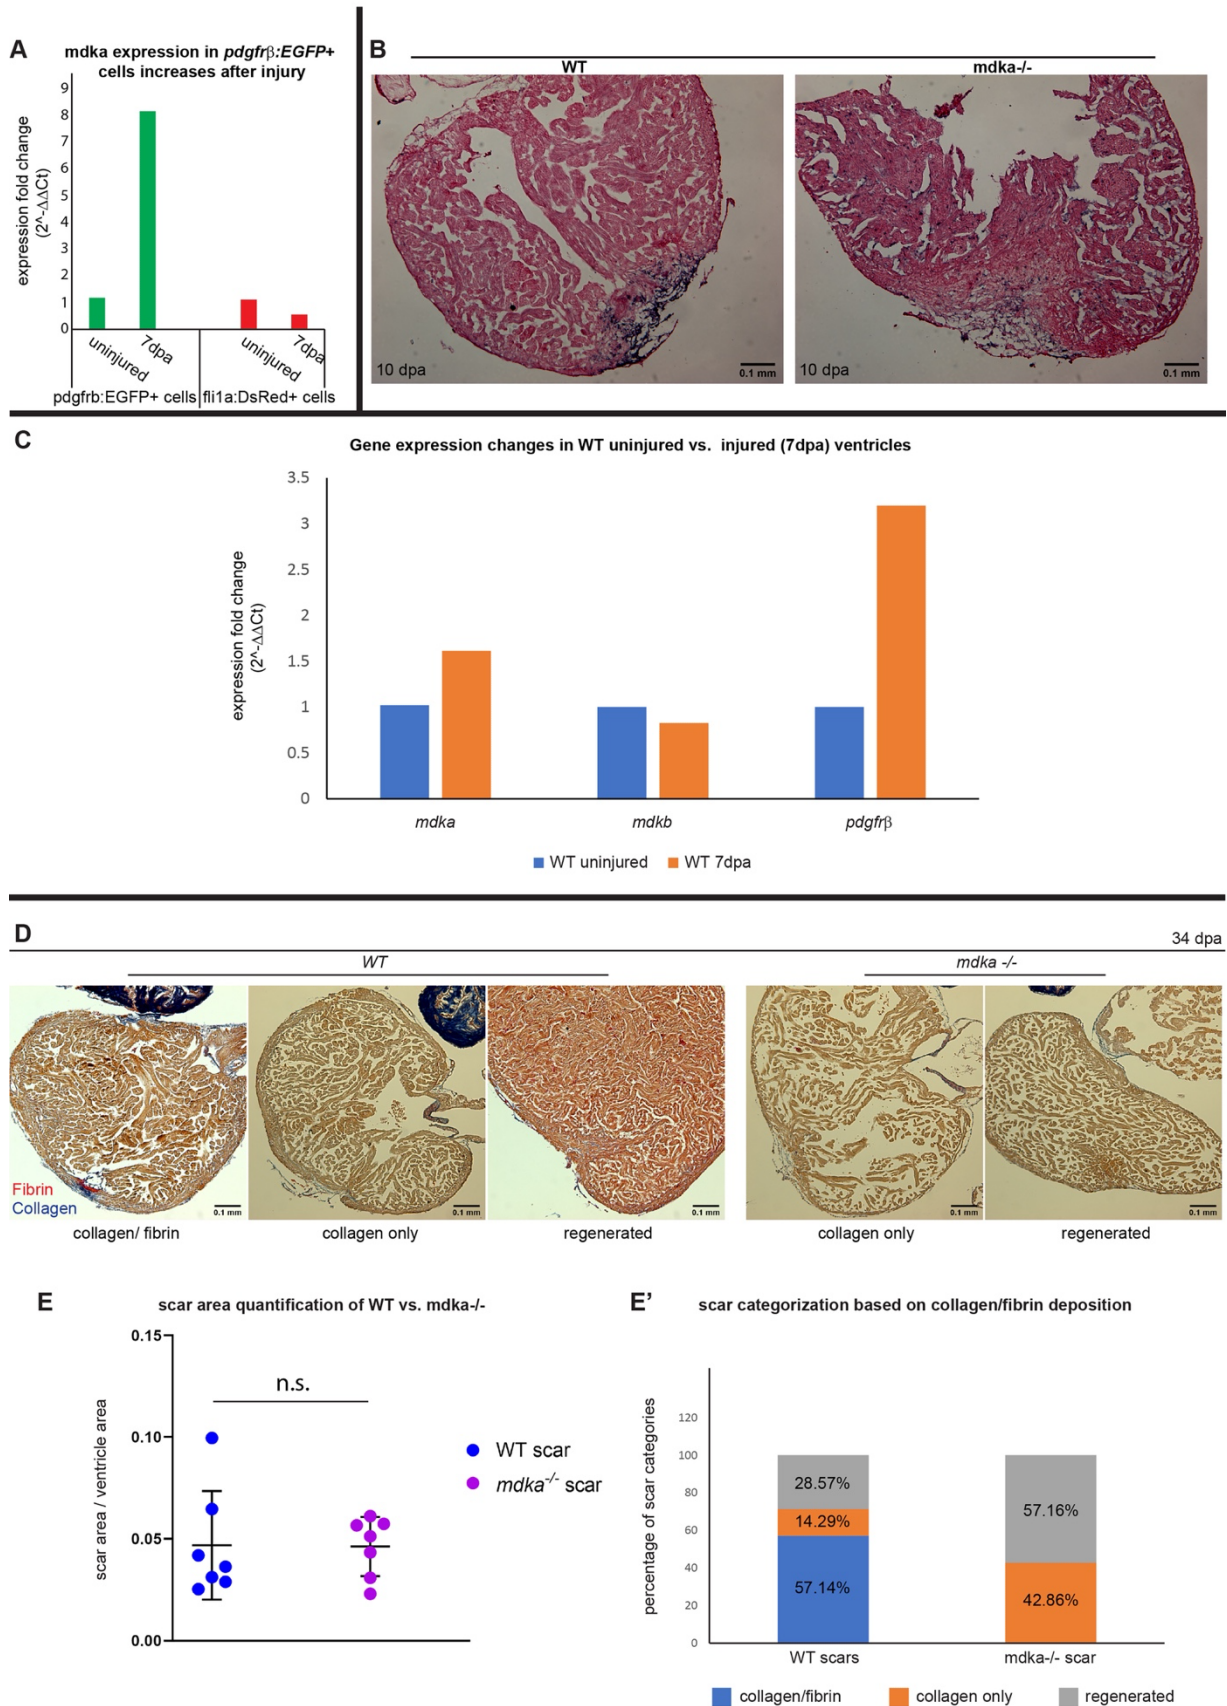 A
mdka expression in pdgfrβ:EGFP+
cells increases after injury
expression fold change
(2^-ΔΔCt)
9
8
7
6
5
4
3
2
1
0
uninjured
7dpa
uninjured
7dpa
pdgfrb:EGFP+ cells
fli1a:DsRed+ cells
B
WT
mdka-/-
10 dpa
0.1 mm
10 dpa
0.1 mm
C
Gene expression changes in WT uninjured vs. injured (7dpa) ventricles
expression fold change
(2^-ΔΔCt)
3.5
3
2.5
2
1.5
1
0.5
0
mdka
mdkb
pdgfrβ
WT uninjured
WT 7dpa
D
34 dpa
WT
mdka -/-
Fibrin
Collagen
0.1 mm
0.1 mm
0.1 mm
0.1 mm
0.1 mm
collagen/ fibrin
collagen only
regenerated
collagen only
regenerated
E
scar area quantification of WT vs. mdka-/-
scar area / ventricle area
0.15
0.10
0.05
0.00
n.s.
WT scar
mdka-/- scar
E'
scar categorization based on collagen/fibrin deposition
percentage of scar categories
120
100
80
60
40
20
0
28.57%
14.29%
57.14%
57.16%
42.86%
WT scars
mdka-/- scar
collagen/fibrin
collagen only
regenerated